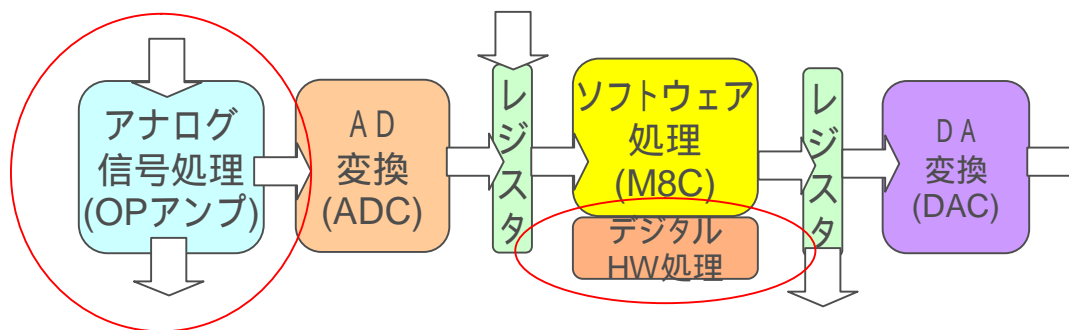 アナログ
信号処理
(OPアンプ)
ＡＤ
変換
(ADC)
レジスタ
ソフトウェア
処理
(M8C)
デジタル
HW処理
レジスタ
ＤＡ
変換
(DAC)